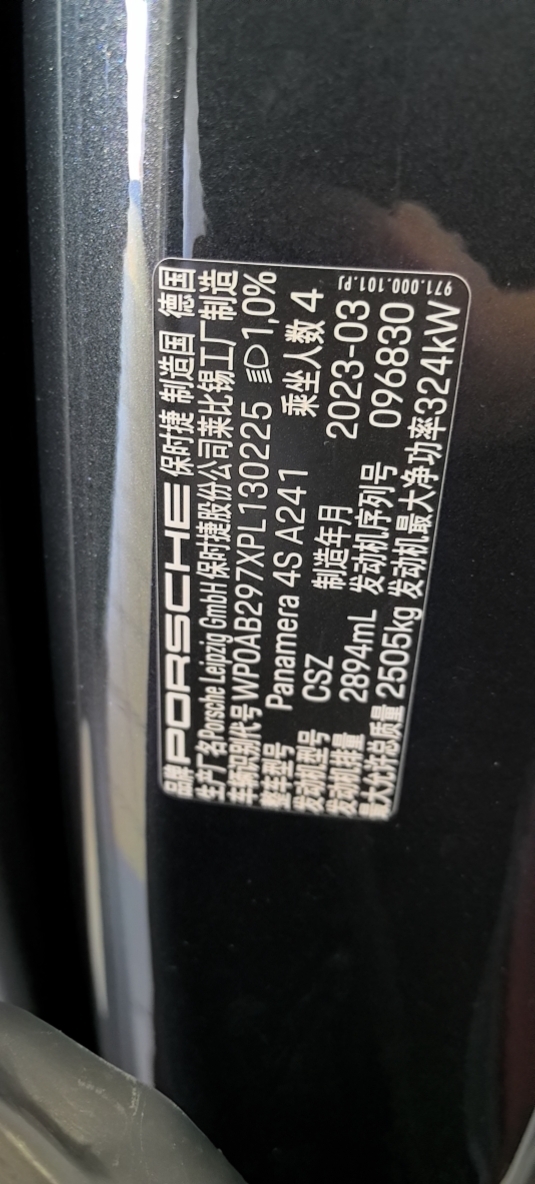 品牌 PORSCHE 保时捷 制造国 德国
生产厂名 Porsche Leipzig GmbH 保时捷股份公司莱比锡工厂制造
车辆识别代号 WP0AB297XPL130225 1,0%
整车型号 Panamera 4S A241 乘坐人数 4
发动机型号 CSZ 制造年月 2023-03
发动机排量 2894mL 发动机序列号 096830
最大允许总质量 2505kg 发动机最大净功率 324kW
971.000.101.PJ